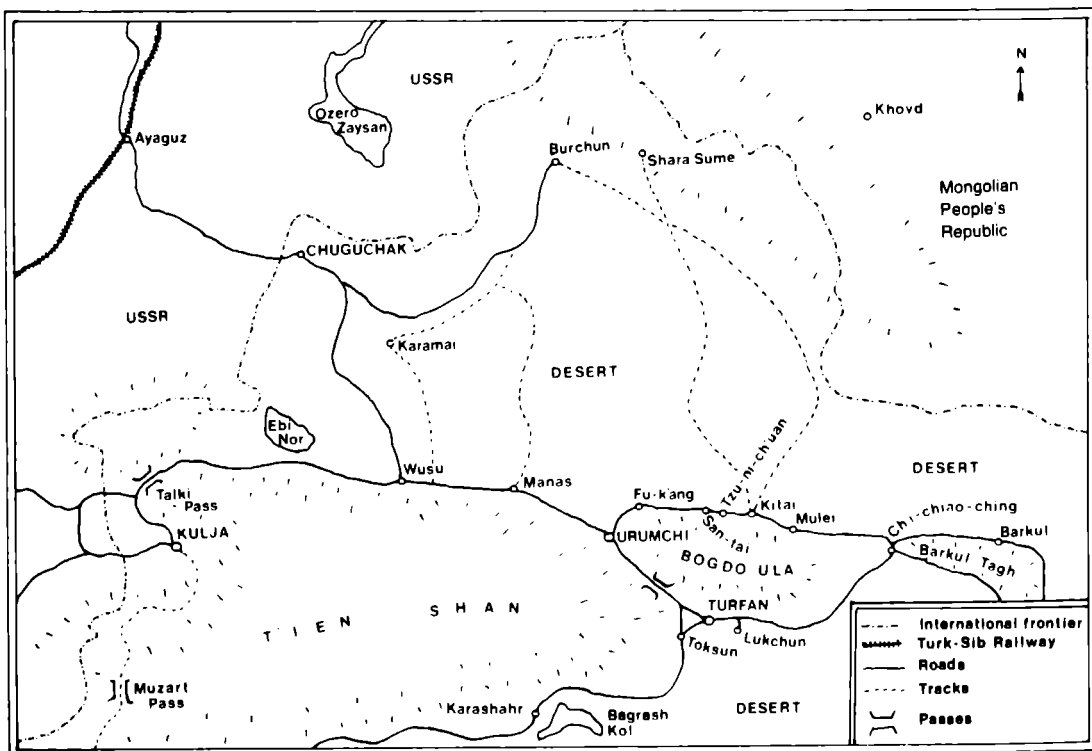 USSR
N
Ozero
Zaysan
Khovd
Ayaguz
Burchun
Shara Sume
Mongolian
People's
Republic
CHUGUCHAK
USSR
Karamai
DESERT
Ebi
Nor
Wusu
Manas
Tzu-ni-ch'uan
DESERT
Talki
Pass
Fu-k'ang
Kitai
Mulei
Ch'i-chiao-ching
San-tai
Barkul
KULJA
URUMCHI
BOGDO ULA
Barkul Tagh
TIEN SHAN
TURFAN
Lukchun
Toksun
Muzart
Pass
Karashahr
Bagrash
Kol
DESERT
International frontier
Turk-Sib Railway
Roads
Tracks
Passes